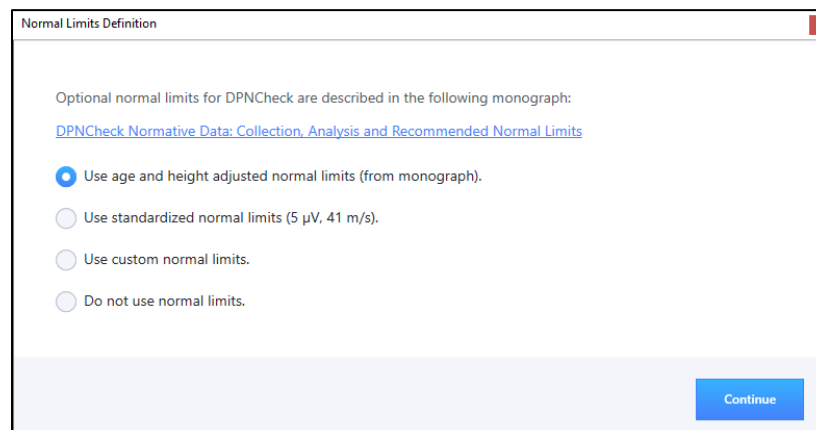 Normal Limits Definition
Optional normal limits for DPNCheck are described in the following monograph:
DPNCheck Normative Data: Collection, Analysis and Recommended Normal Limits
Use age and height adjusted normal limits (from monograph).
Use standardized normal limits (5 µV, 41 m/s).
Use custom normal limits.
Do not use normal limits.
Continue